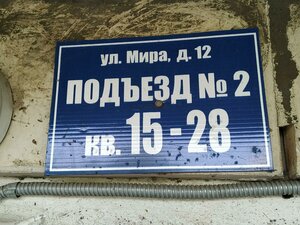 ул. Мира, д. 12
ПОДЪЕЗД № 2
кв. 15 - 28